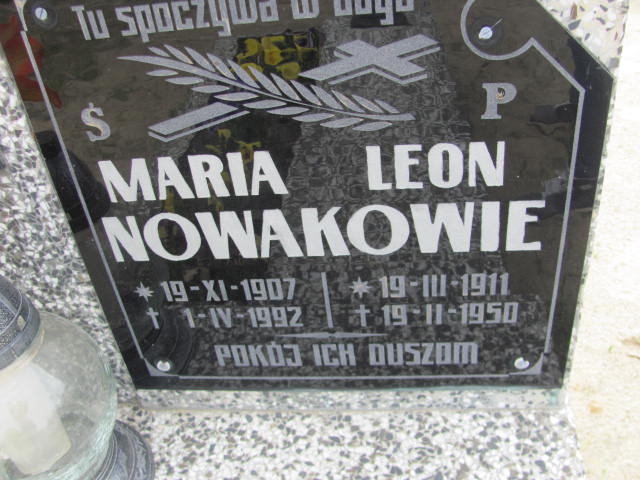 Tu spoczywa w Bogu
Ś P
MARIA LEON
NOWAKOWIE
* 19-XI-1907 * 19-III-1911
† 1-IV-1992 † 19-II-1950
POKÓJ ICH DUSZOM